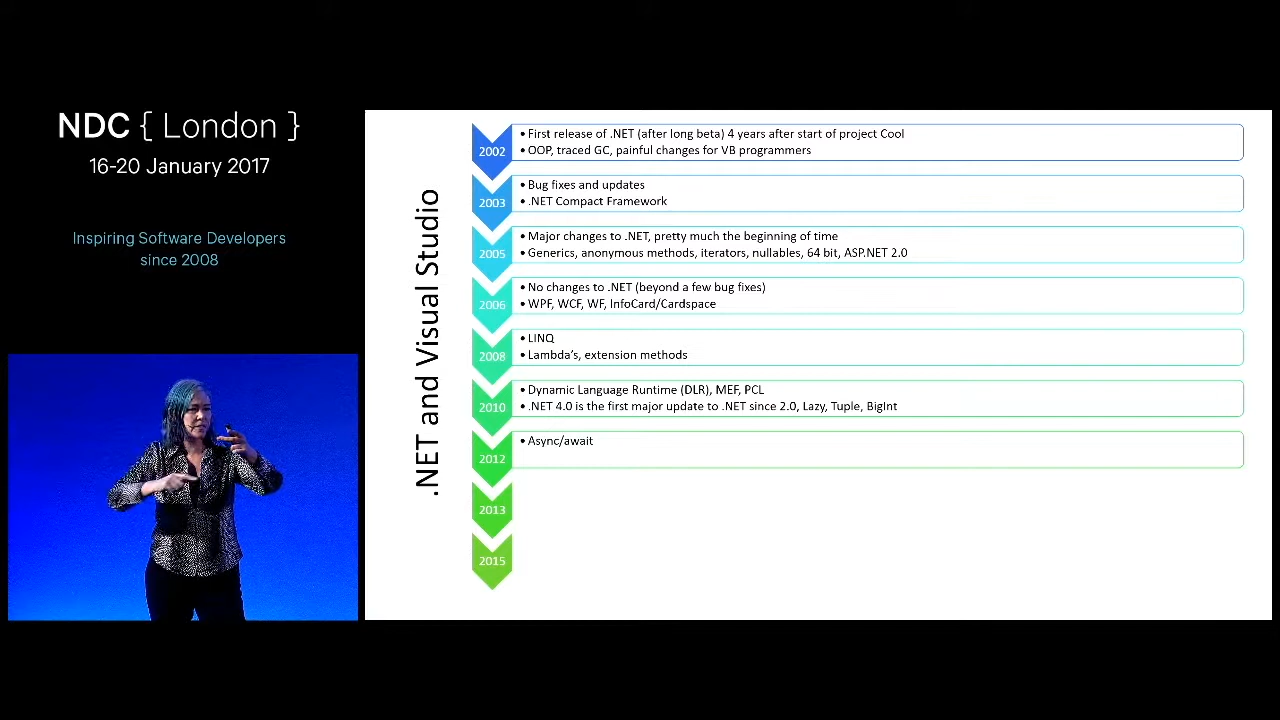 NDC { London }
16-20 January 2017
Inspiring Software Developers
since 2008
.NET and Visual Studio
2002
• First release of .NET (after long beta) 4 years after start of project Cool
• OOP, traced GC, painful changes for VB programmers
2003
• Bug fixes and updates
• .NET Compact Framework
2005
• Major changes to .NET, pretty much the beginning of time
• Generics, anonymous methods, iterators, nullables, 64 bit, ASP.NET 2.0
2006
• No changes to .NET (beyond a few bug fixes)
• WPF, WCF, WF, InfoCard/Cardspace
2008
• LINQ
• Lambda's, extension methods
2010
• Dynamic Language Runtime (DLR), MEF, PCL
• .NET 4.0 is the first major update to .NET since 2.0, Lazy, Tuple, BigInt
2012
• Async/await
2013
2015